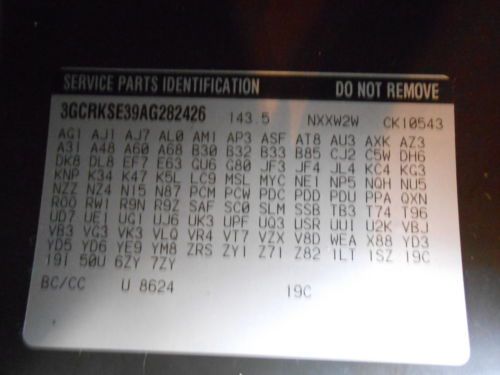 SERVICE PARTS IDENTIFICATION DO NOT REMOVE
3GCRKSE39AG282426 143.5 NXXW2W CK10543
AG1 AJ1 AJ7 AL0 AM1 AP3 ASF AT8 AU3 AXK AZ3
A31 A48 A60 A68 B30 B32 B33 B85 CJ2 C5W DH6
DK8 DL8 EF7 E63 GU6 G80 JF3 JF4 JL4 KC4 KG3
KNP K34 K47 K5L LC9 MSL MYC NE1 NP5 NQH NU5
NZZ NZ4 N15 N87 PCM PCW PDC PDD PDU PPA QXN
R00 RW1 R9N R9Z SAF SC0 SLM SSB TB3 T74 T96
UD7 UE1 UG1 UJ6 UK3 UPF UQ3 USR UU1 U2K VBJ
VB3 VG3 VK3 VLQ VR4 VT7 VZX V8D WEA X88 YD3
YD5 YD6 YE9 YM8 ZRS ZY1 Z71 Z82 1LT 1SZ 19C
19I 50U 6ZY 7ZY
BC/CC U 8624 19C